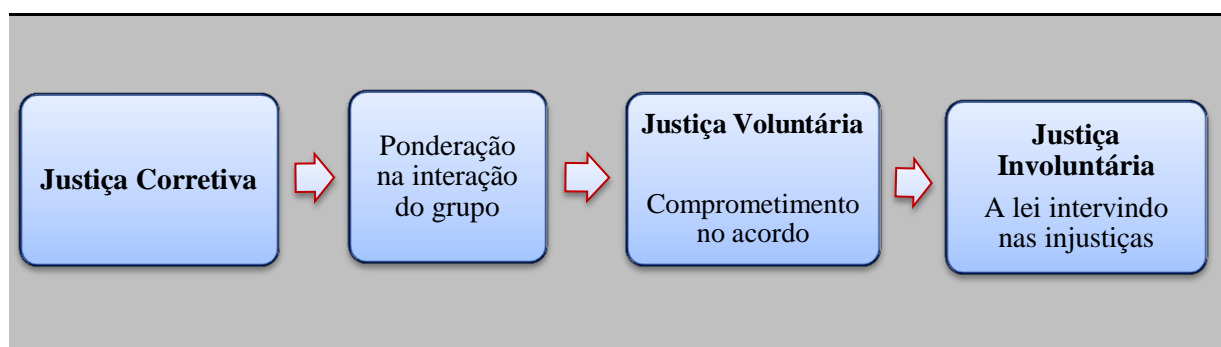 Justiça Corretiva
Ponderação
na interação
do grupo
Justiça Voluntária
Comprometimento
no acordo
Justiça
Involuntária
A lei intervindo
nas injustiças